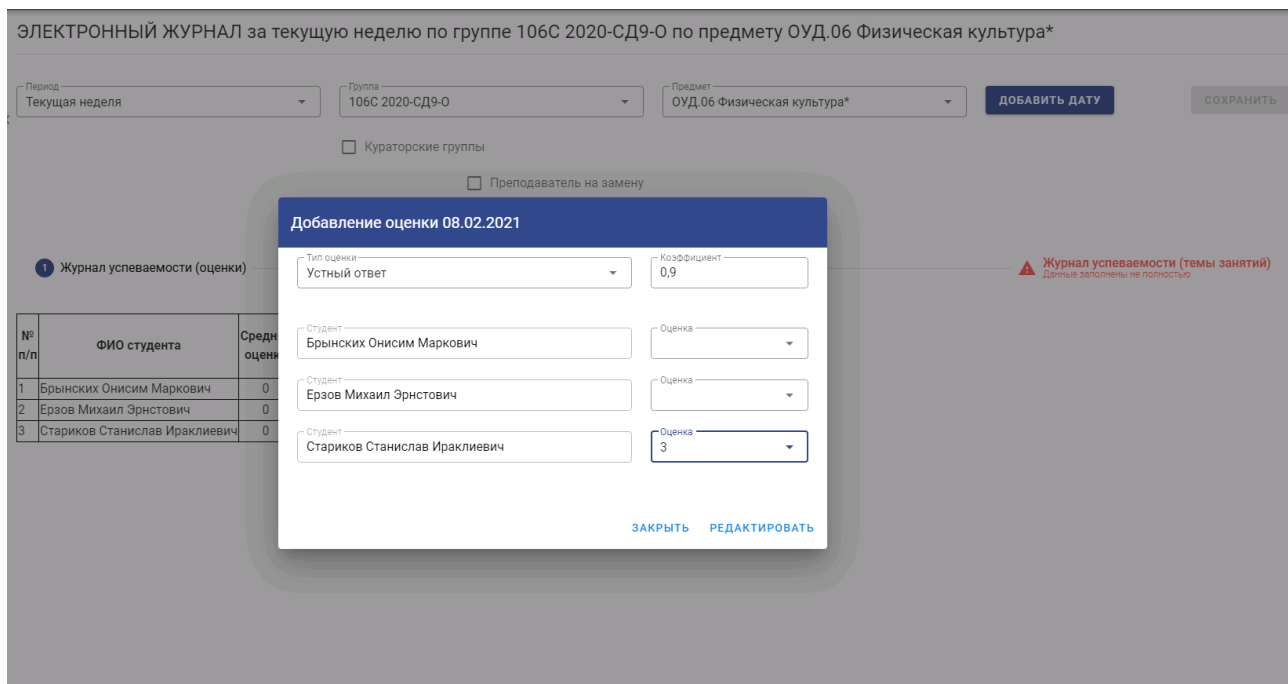 ЭЛЕКТРОННЫЙ ЖУРНАЛ за текущую неделю по группе 106С 2020-СД9-О по предмету ОУД.06 Физическая культура*
Период
Текущая неделя
Группа
106С 2020-СД9-О
Предмет
ОУД.06 Физическая культура*
ДОБАВИТЬ ДАТУ
СОХРАНИТЬ
Кураторские группы
Преподаватель на замену
1 Журнал успеваемости (оценки)
Журнал успеваемости (темы занятий)
Данные заполнены не полностью
№ п/п
ФИО студента
Средн
оценк
1 Брынских Онисим Маркович 0
2 Ерзов Михаил Эрнстович 0
3 Стариков Станислав Ираклиевич 0
Добавление оценки 08.02.2021
Тип оценки
Устный ответ
Коэффициент
0,9
Студент
Брынских Онисим Маркович
Оценка
Студент
Ерзов Михаил Эрнстович
Оценка
Студент
Стариков Станислав Ираклиевич
Оценка
3
ЗАКРЫТЬ
РЕДАКТИРОВАТЬ